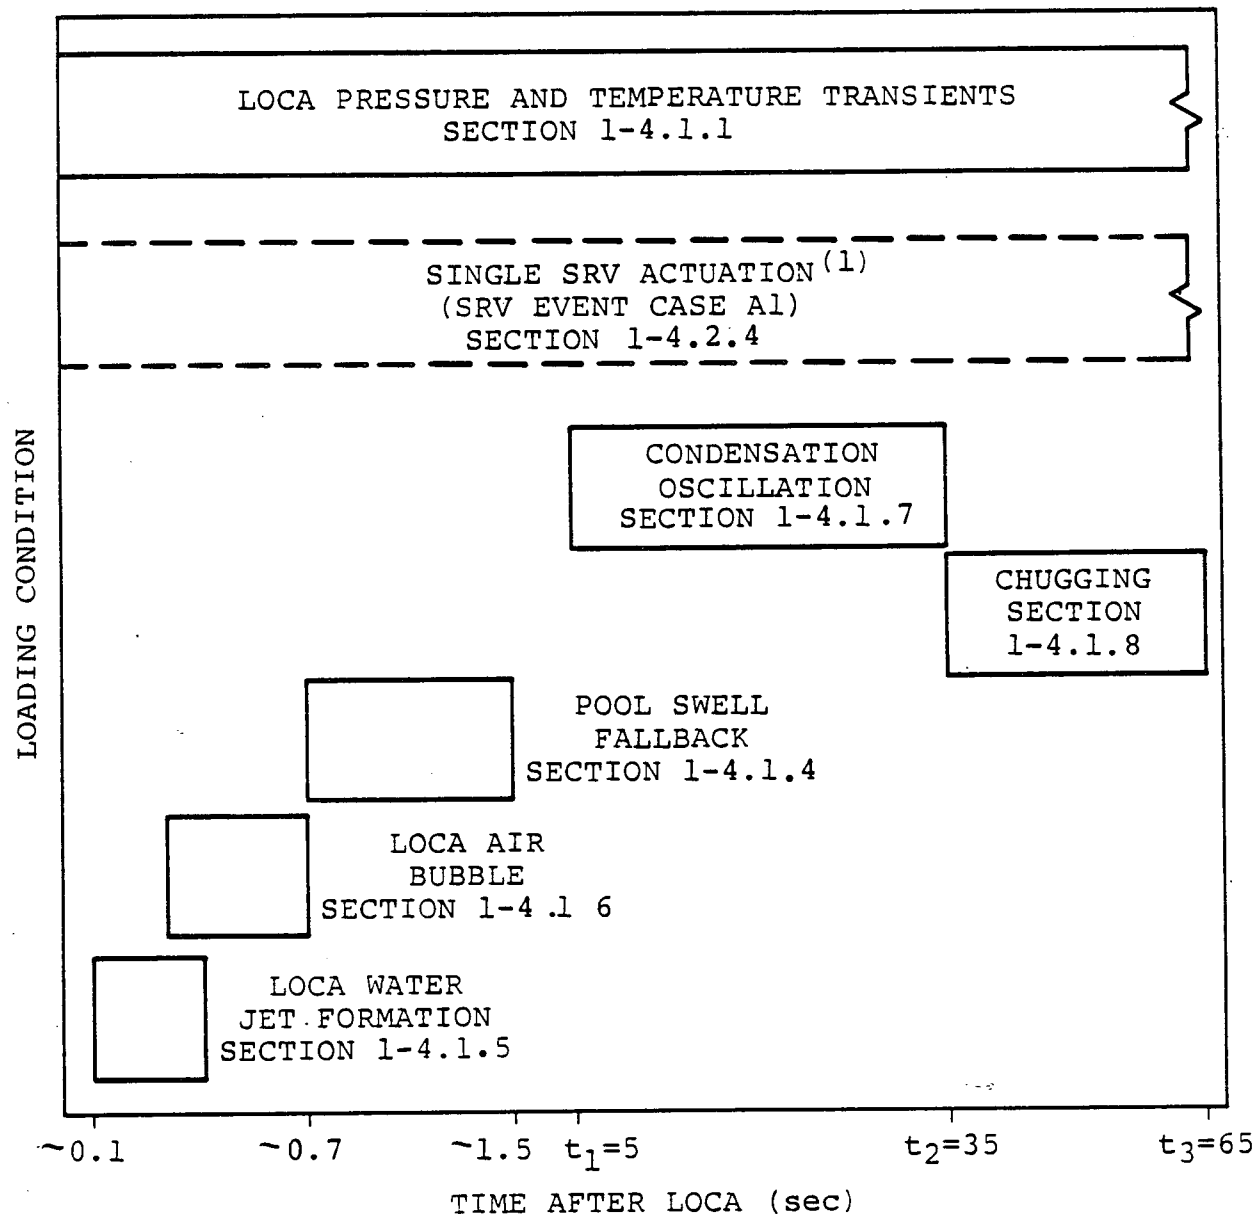 LOCA PRESSURE AND TEMPERATURE TRANSIENTS
SECTION 1-4.1.1
SINGLE SRV ACTUATION(1)
(SRV EVENT CASE A1)
SECTION 1-4.2.4
LOADING CONDITION
CONDENSATION
OSCILLATION
SECTION 1-4.1.7
CHUGGING
SECTION
1-4.1.8
POOL SWELL
FALLBACK
SECTION 1-4.1.4
LOCA AIR
BUBBLE
SECTION 1-4.1 6
LOCA WATER
JET FORMATION
SECTION 1-4.1.5
~0.1 ~0.7 ~1.5 t1=5 t2=35 t3=65
TIME AFTER LOCA (sec)